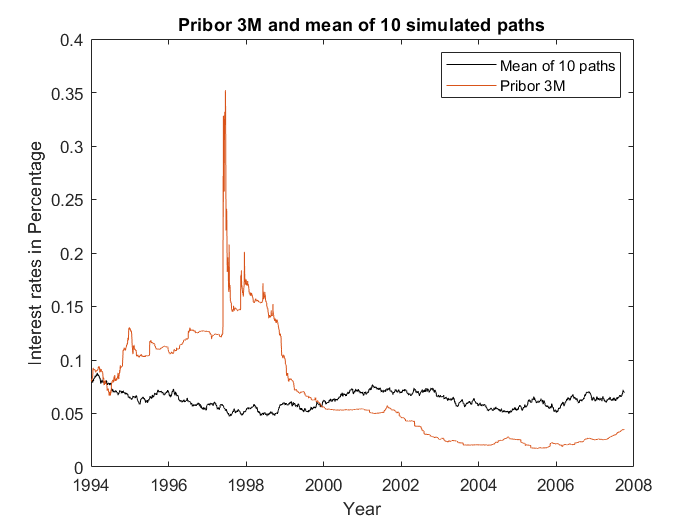 Pribor 3M and mean of 10 simulated paths
0.4
Mean of 10 paths
Pribor 3M
0.35
0.3
0.25
0.2
0.15
0.1
0.05
0
Interest rates in Percentage
1994 1996 1998 2000 2002 2004 2006 2008
Year